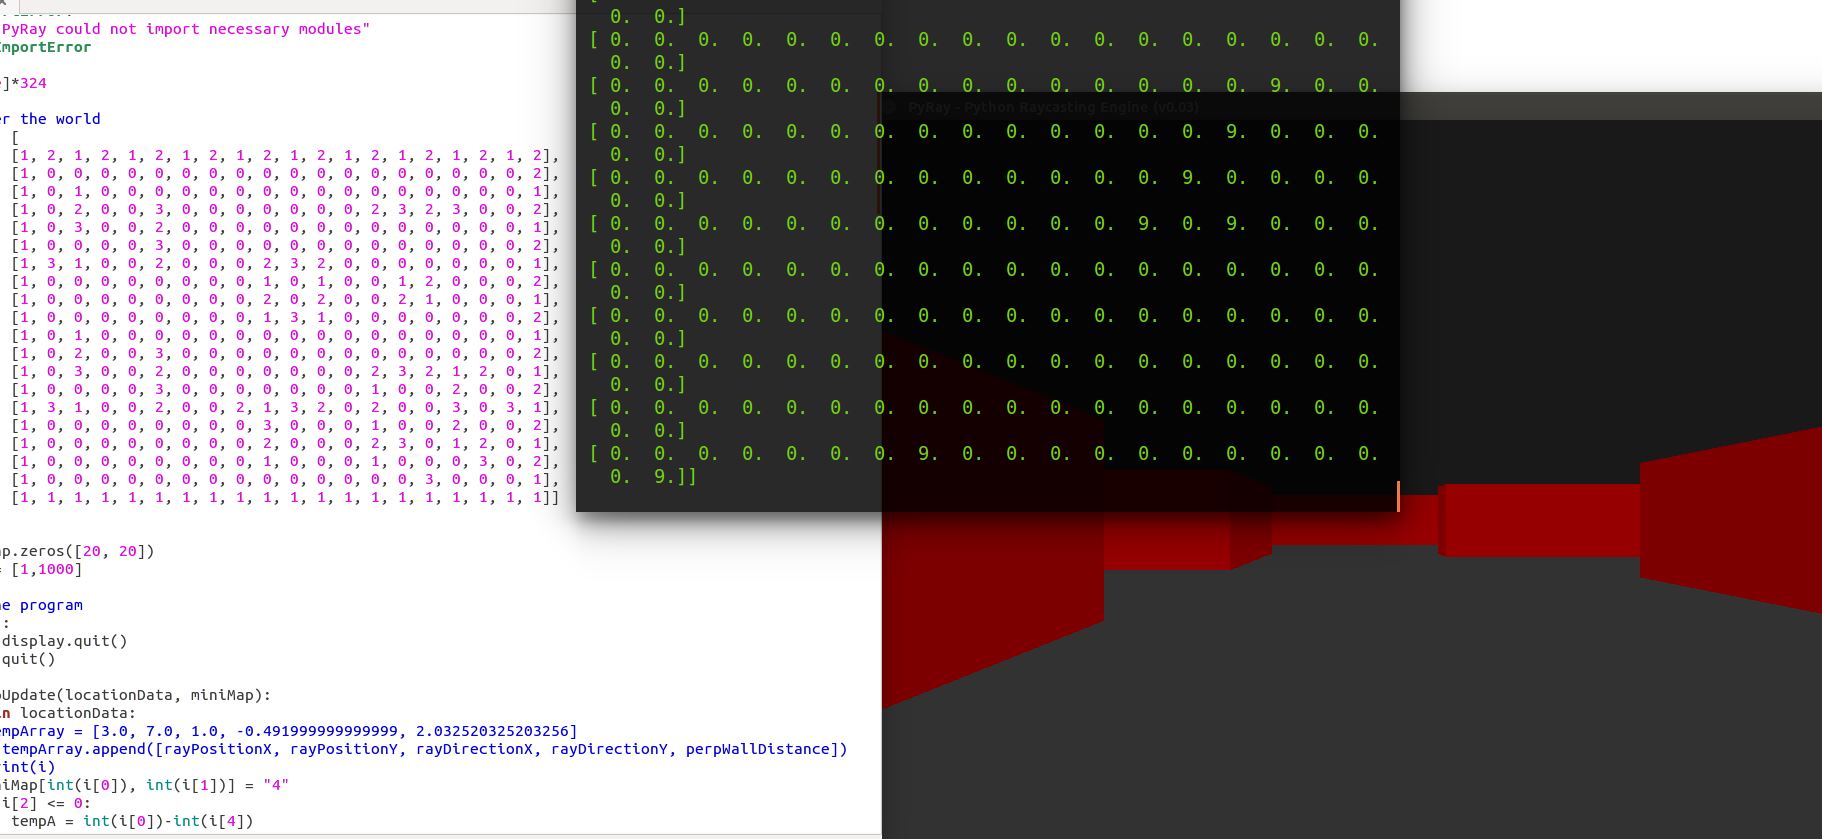 PyRay could not import necessary modules"
ImportError
]*324
er the world
[
[1, 2, 1, 2, 1, 2, 1, 2, 1, 2, 1, 2, 1, 2, 1, 2, 1, 2, 1, 2],
[1, 0, 0, 0, 0, 0, 0, 0, 0, 0, 0, 0, 0, 0, 0, 0, 0, 0, 0, 2],
[1, 0, 1, 0, 0, 0, 0, 0, 0, 0, 0, 0, 0, 0, 0, 0, 0, 0, 0, 1],
[1, 0, 2, 0, 0, 3, 0, 0, 0, 0, 0, 0, 0, 2, 3, 2, 3, 0, 0, 2],
[1, 0, 3, 0, 0, 2, 0, 0, 0, 0, 0, 0, 0, 0, 0, 0, 0, 0, 0, 1],
[1, 0, 0, 0, 0, 3, 0, 0, 0, 0, 0, 0, 0, 0, 0, 0, 0, 0, 0, 2],
[1, 3, 1, 0, 0, 2, 0, 0, 0, 2, 3, 2, 0, 0, 0, 0, 0, 0, 0, 1],
[1, 0, 0, 0, 0, 0, 0, 0, 0, 1, 0, 1, 0, 0, 1, 2, 0, 0, 0, 2],
[1, 0, 0, 0, 0, 0, 0, 0, 0, 2, 0, 2, 0, 0, 2, 1, 0, 0, 0, 1],
[1, 0, 0, 0, 0, 0, 0, 0, 0, 1, 3, 1, 0, 0, 0, 0, 0, 0, 0, 2],
[1, 0, 1, 0, 0, 0, 0, 0, 0, 0, 0, 0, 0, 0, 0, 0, 0, 0, 0, 1],
[1, 0, 2, 0, 0, 3, 0, 0, 0, 0, 0, 0, 0, 0, 0, 0, 0, 0, 0, 2],
[1, 0, 3, 0, 0, 2, 0, 0, 0, 0, 0, 0, 0, 2, 3, 2, 1, 2, 0, 1],
[1, 0, 0, 0, 0, 3, 0, 0, 0, 0, 0, 0, 0, 1, 0, 0, 2, 0, 0, 2],
[1, 3, 1, 0, 0, 2, 0, 0, 2, 1, 3, 2, 0, 2, 0, 0, 3, 0, 3, 1],
[1, 0, 0, 0, 0, 0, 0, 0, 0, 3, 0, 0, 0, 1, 0, 0, 2, 0, 0, 2],
[1, 0, 0, 0, 0, 0, 0, 0, 0, 2, 0, 0, 0, 2, 3, 0, 1, 2, 0, 1],
[1, 0, 0, 0, 0, 0, 0, 0, 0, 1, 0, 0, 0, 1, 0, 0, 0, 3, 0, 2],
[1, 0, 0, 0, 0, 0, 0, 0, 0, 0, 0, 0, 0, 0, 0, 3, 0, 0, 0, 1],
[1, 1, 1, 1, 1, 1, 1, 1, 1, 1, 1, 1, 1, 1, 1, 1, 1, 1, 1, 1]]
p.zeros([20, 20])
= [1,1000]
e program
:
display.quit()
quit()
Update(locationData, miniMap):
n locationData:
mpArray = [3.0, 7.0, 1.0, -0.491999999999999, 2.032520325203256]
tempArray.append([rayPositionX, rayPositionY, rayDirectionX, rayDirectionY, perpWallDistance])
int(i)
iMap[int(i[0]), int(i[1])] = "4"
i[2] <= 0:
tempA = int(i[0])-int(i[4])
0. 0.]
[ 0. 0. 0. 0. 0. 0. 0. 0. 0. 0. 0. 0. 0. 0. 0. 0. 0. 0.
0. 0.]
[ 0. 0. 0. 0. 0. 0. 0. 0. 0. 0. 0. 0. 0. 0. 0. 9. 0. 0.
0. 0.]
[ 0. 0. 0. 0. 0. 0. 0. 0. 0. 0. 0. 0. 0. 0. 9. 0. 0. 0.
0. 0.]
[ 0. 0. 0. 0. 0. 0. 0. 0. 0. 0. 0. 0. 0. 9. 0. 0. 0. 0.
0. 0.]
[ 0. 0. 0. 0. 0. 0. 0. 0. 0. 0. 0. 0. 9. 0. 9. 0. 0. 0.
0. 0.]
[ 0. 0. 0. 0. 0. 0. 0. 0. 0. 0. 0. 0. 0. 0. 0. 0. 0. 0.
0. 0.]
[ 0. 0. 0. 0. 0. 0. 0. 0. 0. 0. 0. 0. 0. 0. 0. 0. 0. 0.
0. 0.]
[ 0. 0. 0. 0. 0. 0. 0. 0. 0. 0. 0. 0. 0. 0. 0. 0. 0. 0.
0. 0.]
[ 0. 0. 0. 0. 0. 0. 0. 0. 0. 0. 0. 0. 0. 0. 0. 0. 0. 0.
0. 0.]
[ 0. 0. 0. 0. 0. 0. 0. 9. 0. 0. 0. 0. 0. 0. 0. 0. 0. 0.
0. 9.]]
PyRay - Python Raycasting Engine (v0.03)